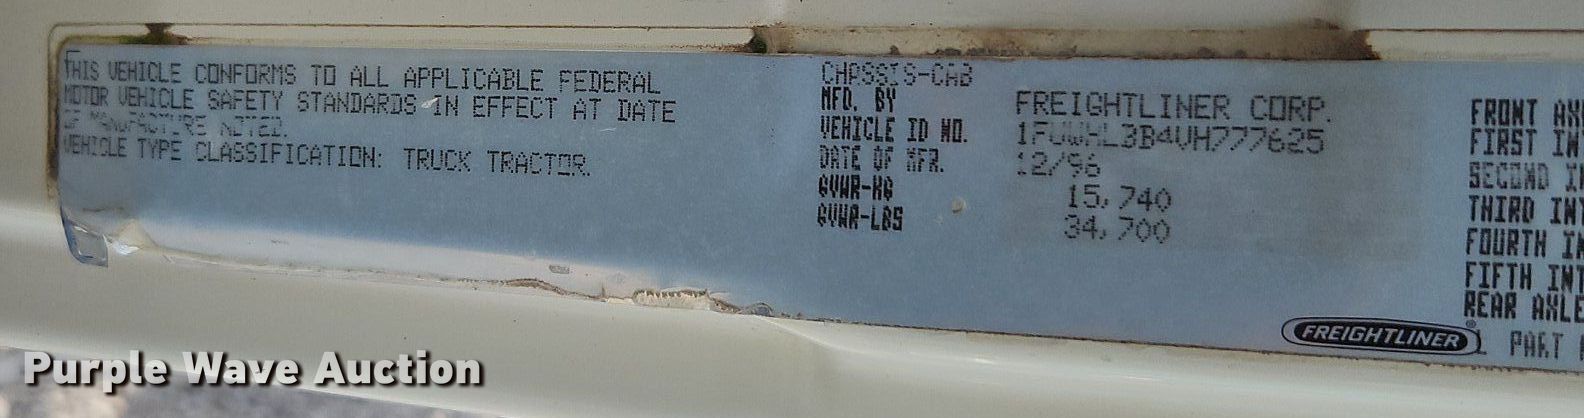 THIS VEHICLE CONFORMS TO ALL APPLICABLE FEDERAL
MOTOR VEHICLE SAFETY STANDARDS IN EFFECT AT DATE
OF MANUFACTURE NOTED.
VEHICLE TYPE CLASSIFICATION: TRUCK TRACTOR.
CHASSIS-CAB
MFD. BY FREIGHTLINER CORP.
VEHICLE ID NO. 1FUWHL3B4VH777625
DATE OF MFR. 12/96
GVWR-KG 15,740
GVWR-LBS 34,700
FRONT AX
FIRST IN
SECOND I
THIRD INT
FOURTH IN
FIFTH INT
REAR AXLE
FREIGHTLINER
PART
Purple Wave Auction